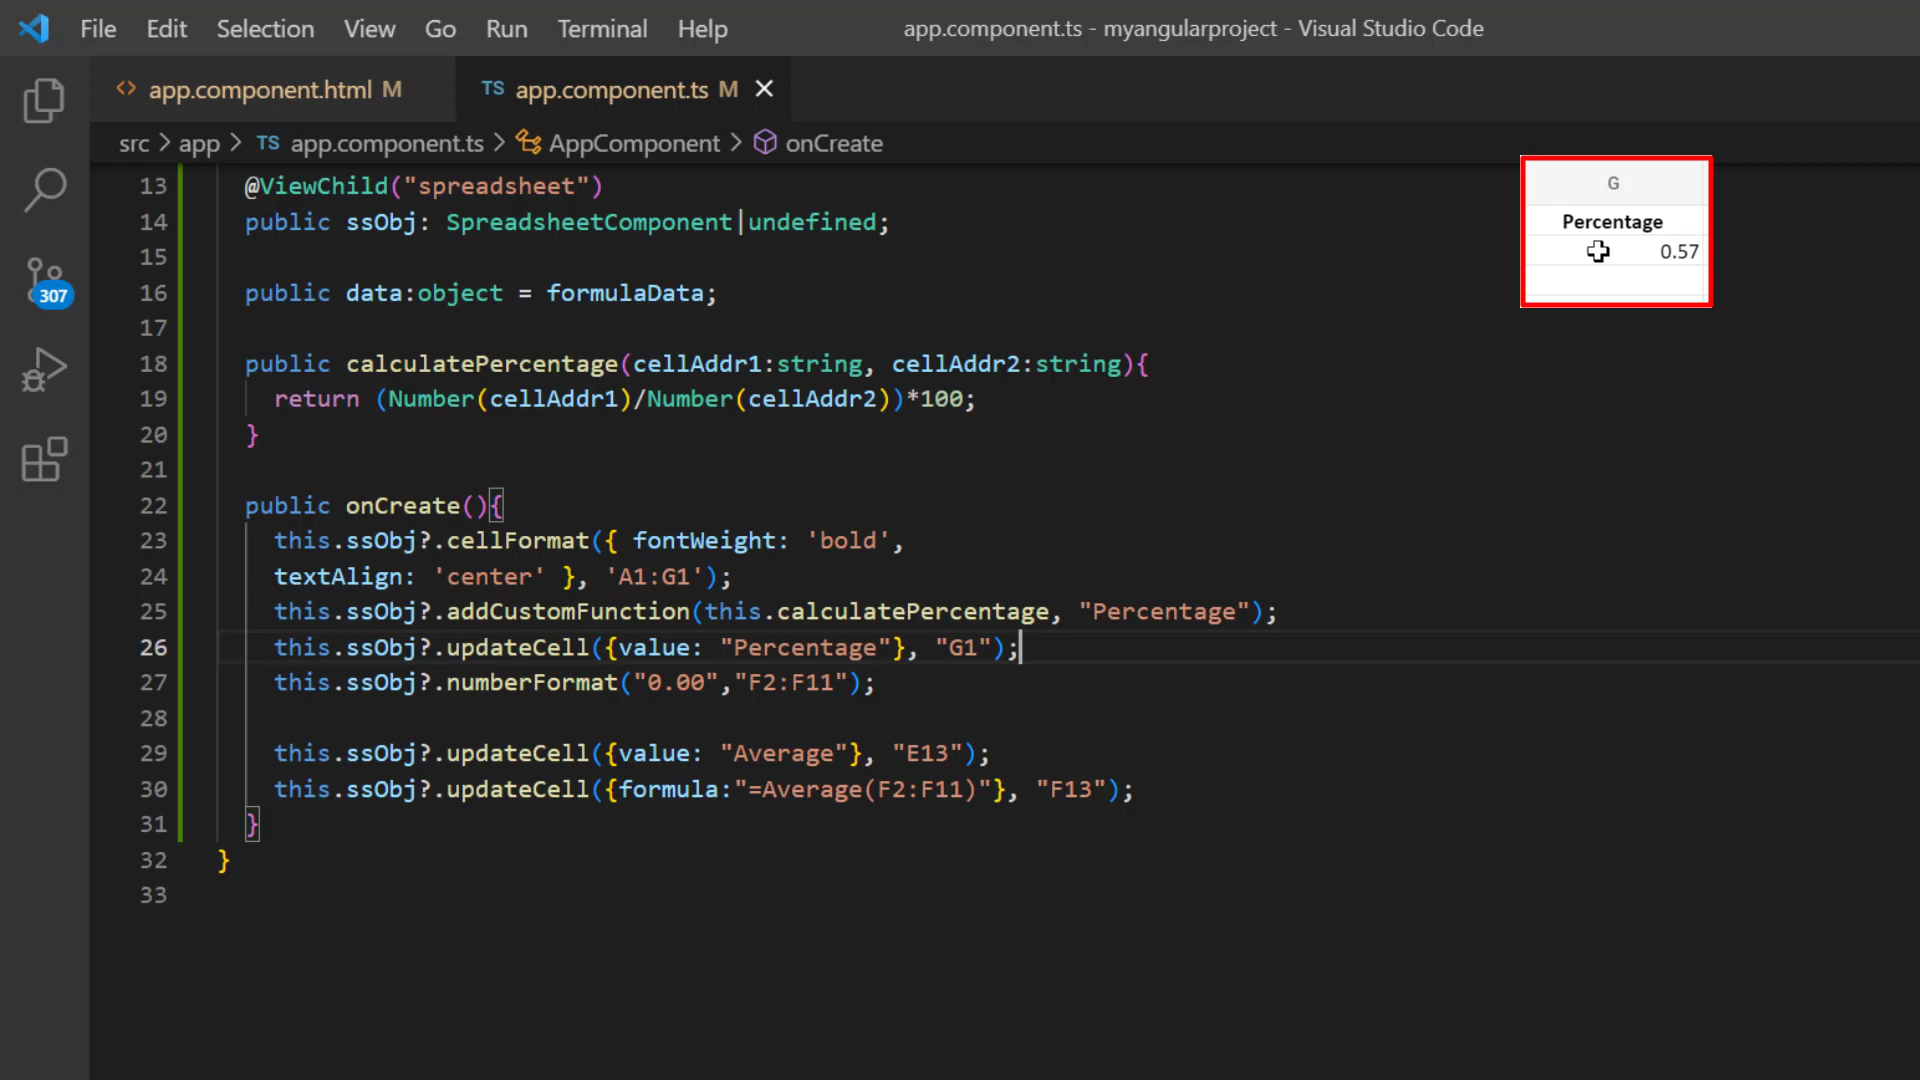 File Edit Selection View Go Run Terminal Help app.component.ts - myangularproject - Visual Studio Code
<> app.component.html M TS app.component.ts M
src > app > TS app.component.ts > AppComponent > onCreate
307
G
Percentage
0.57
13 @ViewChild("spreadsheet")
14 public ssObj: SpreadsheetComponent|undefined;
15
16 public data:object = formulaData;
17
18 public calculatePercentage(cellAddr1:string, cellAddr2:string){
19 return (Number(cellAddr1)/Number(cellAddr2))*100;
20 }
21
22 public onCreate(){
23 this.ssObj?.cellFormat({ fontWeight: 'bold',
24 textAlign: 'center' }, 'A1:G1');
25 this.ssObj?.addCustomFunction(this.calculatePercentage, "Percentage");
26 this.ssObj?.updateCell({value: "Percentage"}, "G1");
27 this.ssObj?.numberFormat("0.00","F2:F11");
28
29 this.ssObj?.updateCell({value: "Average"}, "E13");
30 this.ssObj?.updateCell({formula:"=Average(F2:F11)"}, "F13");
31 }
32 }
33